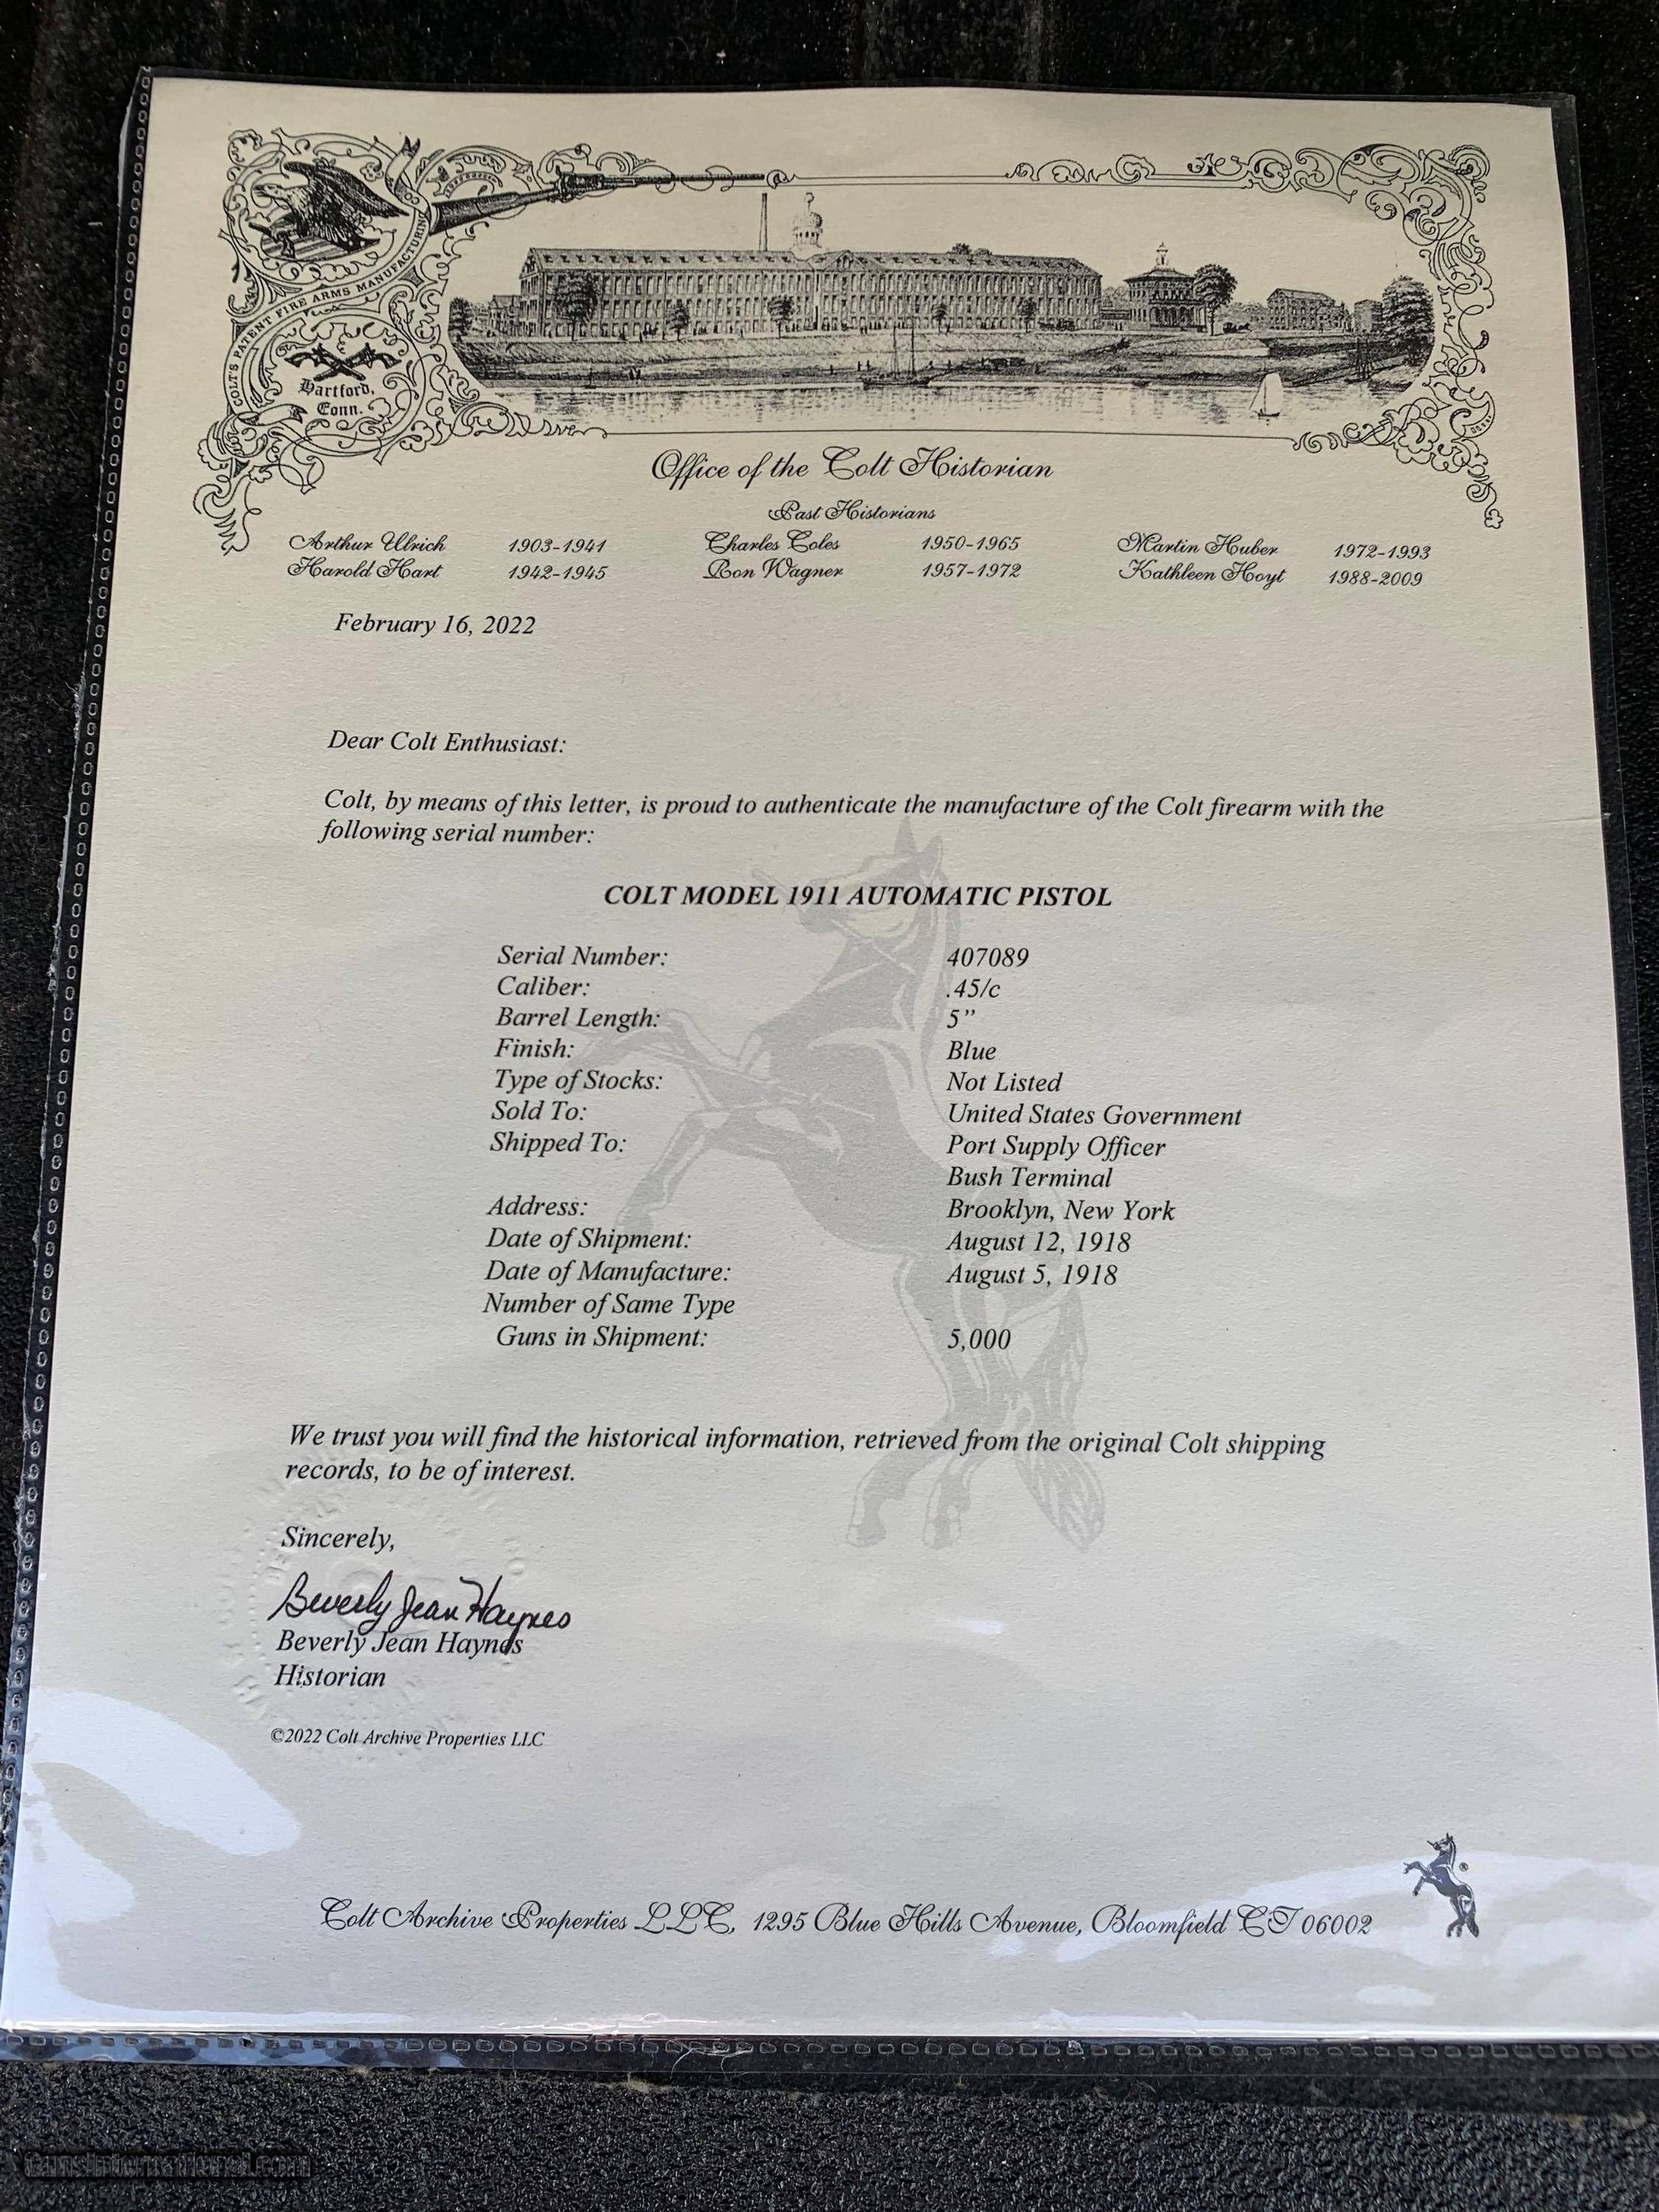 COLT'S PATENT FIRE ARMS MANUFACTURING
Hartford,
Conn.
Office of the Colt Historian
Past Historians
Arthur Ulrich 1903-1941 Charles Coles 1950-1965 Martin Huber 1972-1993
Harold Hart 1942-1945 Ron Wagner 1957-1972 Kathleen Hoyt 1988-2009
February 16, 2022
Dear Colt Enthusiast:
Colt, by means of this letter, is proud to authenticate the manufacture of the Colt firearm with the
following serial number:
COLT MODEL 1911 AUTOMATIC PISTOL
Serial Number: 407089
Caliber: .45/c
Barrel Length: 5”
Finish: Blue
Type of Stocks: Not Listed
Sold To: United States Government
Shipped To: Port Supply Officer
Bush Terminal
Address: Brooklyn, New York
Date of Shipment: August 12, 1918
Date of Manufacture: August 5, 1918
Number of Same Type
Guns in Shipment: 5,000
We trust you will find the historical information, retrieved from the original Colt shipping
records, to be of interest.
Sincerely,
Beverly Jean Haynes
Beverly Jean Haynes
Historian
©2022 Colt Archive Properties LLC
Colt Archive Properties LLC, 1295 Blue Hills Avenue, Bloomfield CT 06002
®
GunsInternational.com